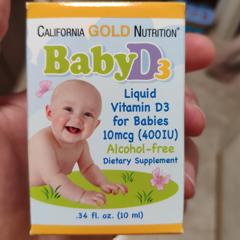 CALIFORNIA GOLD NUTRITION®
BabyD3
Liquid
Vitamin D3
for Babies
10mcg (400IU)
Alcohol-free
Dietary Supplement
.34 fl. oz. (10 ml)